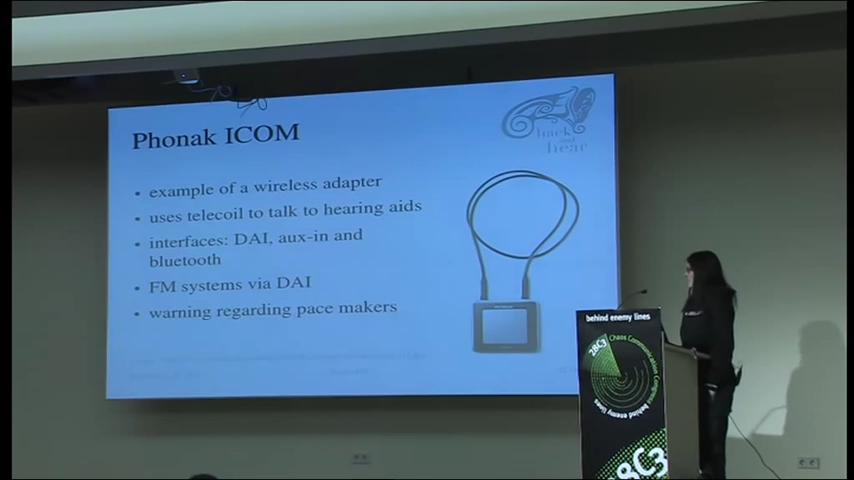 Phonak ICOM
hack
and
hear
• example of a wireless adapter
• uses telecoil to talk to hearing aids
• interfaces: DAI, aux-in and
bluetooth
• FM systems via DAI
• warning regarding pace makers
behind enemy lines
28C3 Chaos Communication Congress
behind enemy lines
28C3